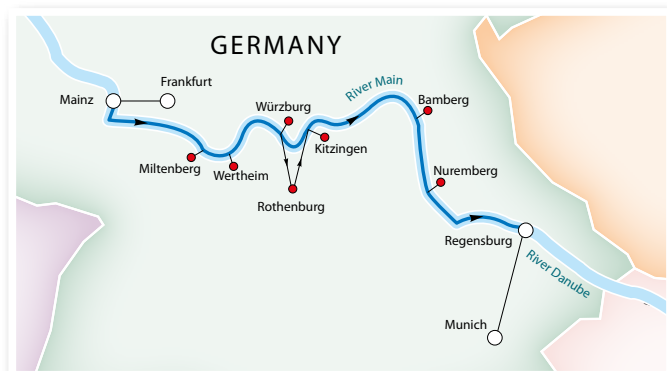 GERMANY
River Main
Frankfurt
Mainz
Würzburg
Bamberg
Kitzingen
Miltenberg
Wertheim
Nuremberg
Rothenburg
Regensburg
River Danube
Munich